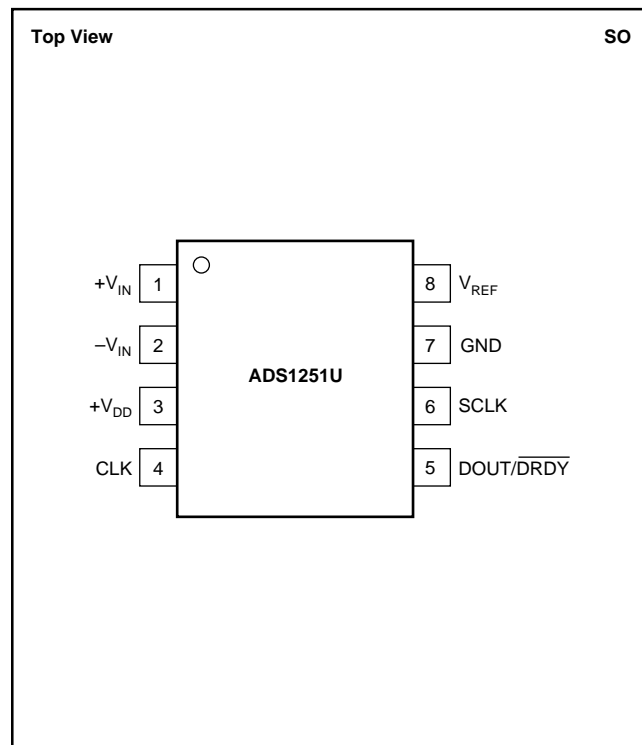 Top View SO
+V_IN 1 8 V_REF
–V_IN 2 7 GND
ADS1251U
+V_DD 3 6 SCLK
CLK 4 5 DOUT/D̅R̅D̅Y̅